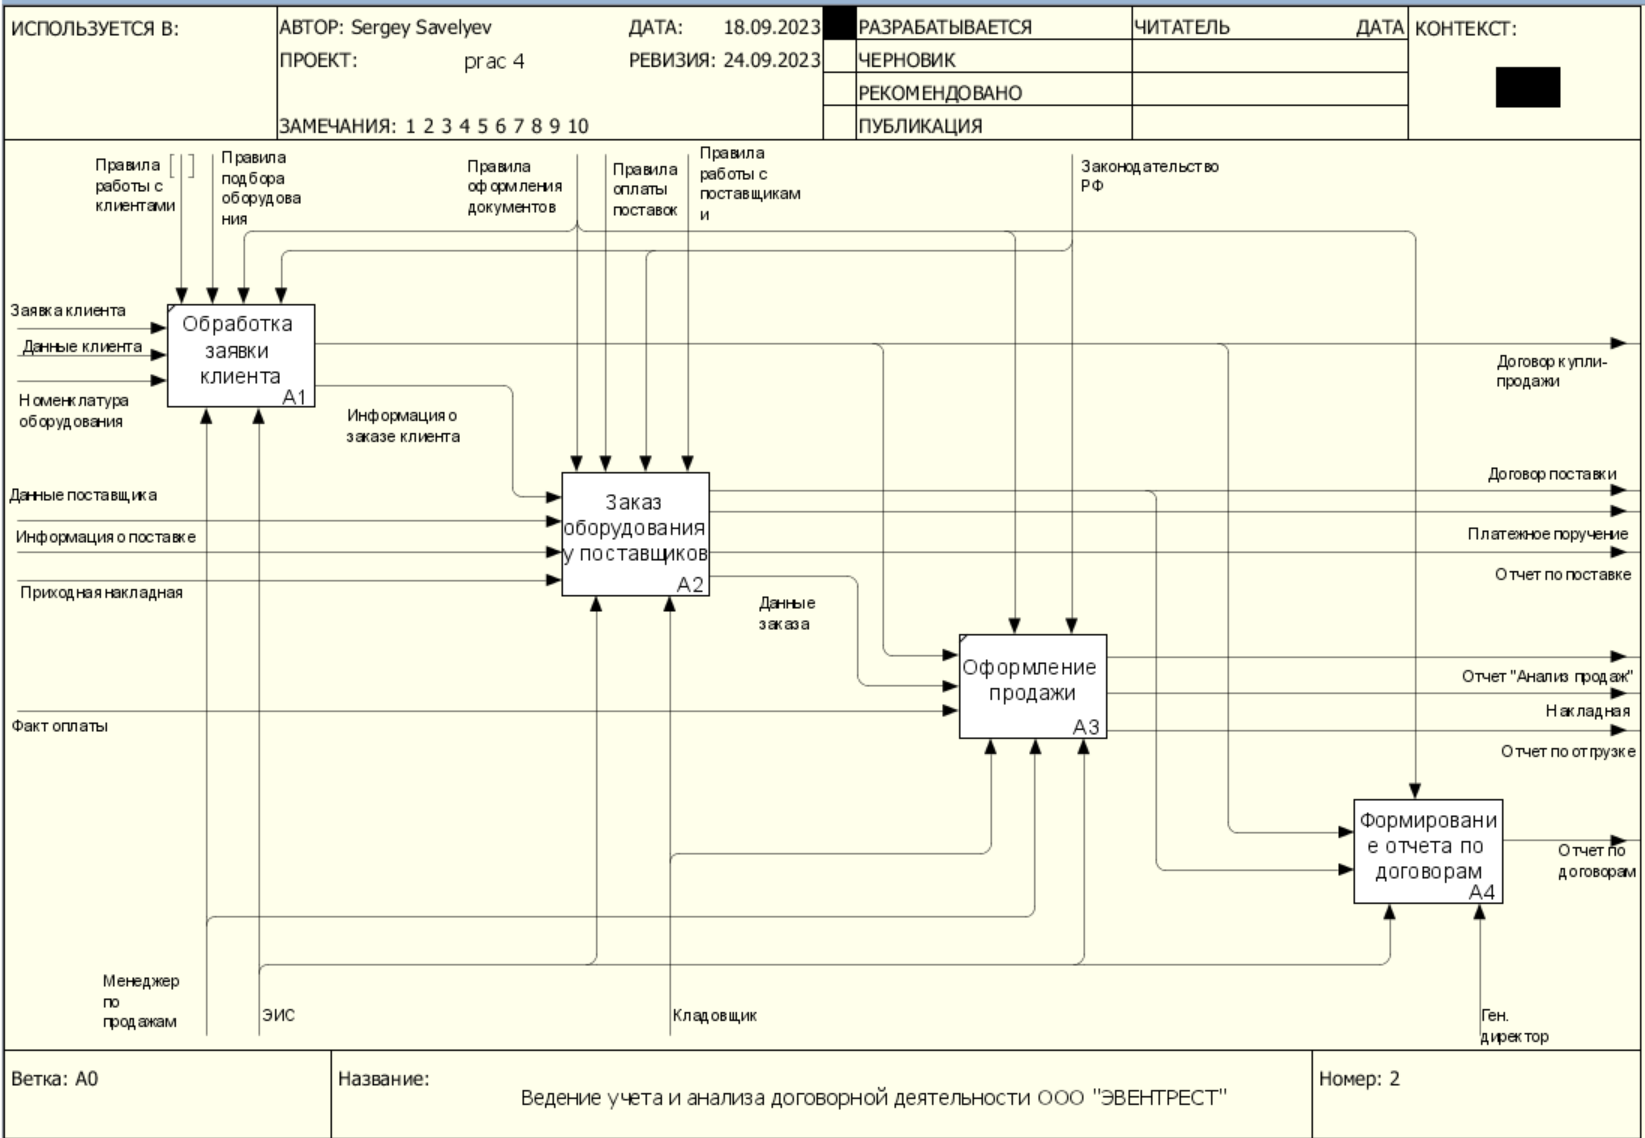 ИСПОЛЬЗУЕТСЯ В:
АВТОР: Sergey Savelyev
ДАТА: 18.09.2023
ПРОЕКТ: prac 4
РЕВИЗИЯ: 24.09.2023
ЗАМЕЧАНИЯ: 1 2 3 4 5 6 7 8 9 10
РАЗРАБАТЫВАЕТСЯ
ЧЕРНОВИК
РЕКОМЕНДОВАНО
ПУБЛИКАЦИЯ
ЧИТАТЕЛЬ
ДАТА
КОНТЕКСТ:
Правила
работы с
клиентами
Правила
подбора
оборудова
ния
Правила
оформления
документов
Правила
оплаты
поставок
Правила
работы с
поставщикам
и
Законодательство
РФ
Заявка клиента
Данные клиента
Номенклатура
оборудования
Обработка
заявки
клиента
A1
Информация о
заказе клиента
Договор купли-
продажи
Данные поставщика
Информация о поставке
Приходная накладная
Заказ
оборудования
у поставщиков
A2
Договор поставки
Платежное поручение
Отчет по поставке
Данные
заказа
Факт оплаты
Оформление
продажи
A3
Отчет "Анализ продаж"
Накладная
Отчет по отгрузке
Формировани
е отчета по
договорам
A4
Отчет по
договорам
Менеджер
по
продажам
ЭИС
Кладовщик
Ген.
директор
Ветка: A0
Название:
Ведение учета и анализа договорной деятельности ООО "ЭВЕНТРЕСТ"
Номер: 2